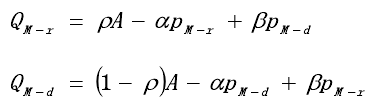 Q_{M-r} = ρA − αp_{M-r} + βp_{M-d}
Q_{M-d} = (1 − ρ)A − αp_{M-d} + βp_{M-r}